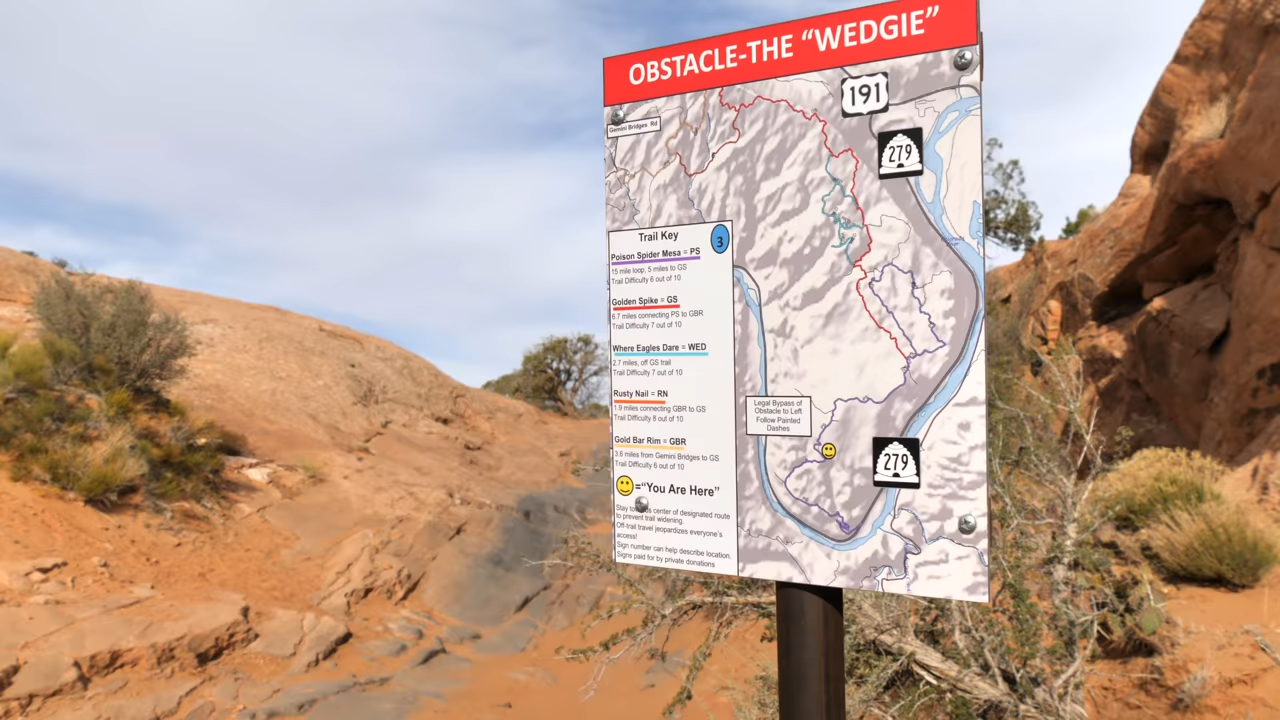 OBSTACLE-THE “WEDGIE”
191
Gemini Bridges Rd
279
Trail Key
3
Poison Spider Mesa = PS
15 mile loop, 5 miles to GS
Trail Difficulty 6 out of 10
Golden Spike = GS
6.7 miles connecting PS to GBR
Trail Difficulty 7 out of 10
Where Eagles Dare = WED
2.7 miles, off GS trail
Trail Difficulty 7 out of 10
Rusty Nail = RN
1.9 miles connecting GBR to GS
Trail Difficulty 8 out of 10
Gold Bar Rim = GBR
3.6 miles from Gemini Bridges to GS
Trail Difficulty 6 out of 10
="You Are Here"
Stay center of designated route
to prevent trail widening.
Off-trail travel jeopardizes everyone's
access!
Sign number can help describe location.
Signs paid for by private donations
Legal Bypass of
Obstacle to Left
Follow Painted
Dashes
279